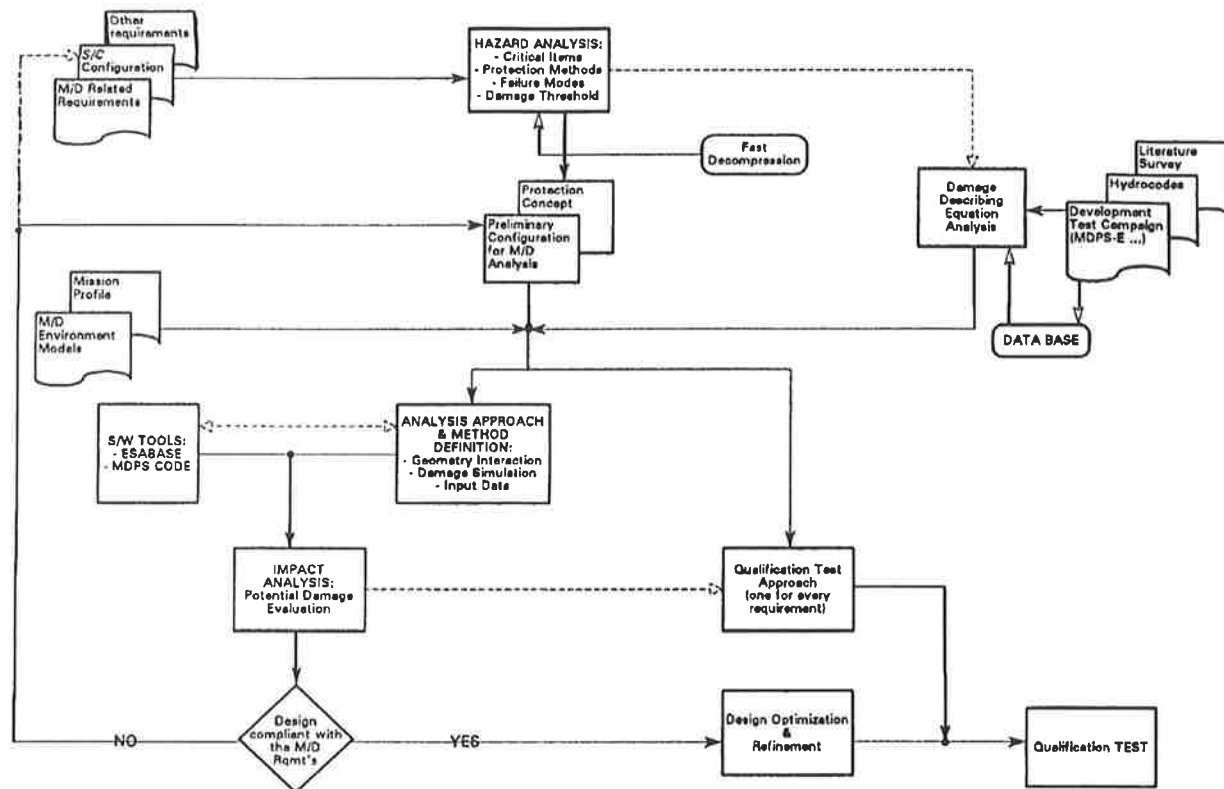 Other
requirements
S/C
Configuration
M/D Related
Requirements
HAZARD ANALYSIS:
- Critical Items
- Protection Methods
- Failure Modes
- Damage Threshold
Fast
Decompression
Literature
Survey
Hydrocodes
Development
Test Campaign
(MDPS-E ...)
Damage
Describing
Equation
Analysis
DATA BASE
Protection
Concept
Preliminary
Configuration
for M/D
Analysis
Mission
Profile
M/D
Environment
Models
S/W TOOLS:
- ESABASE
- MDPS CODE
ANALYSIS APPROACH
& METHOD
DEFINITION:
- Geometry Interaction
- Damage Simulation
- Input Data
IMPACT
ANALYSIS:
Potential Damage
Evaluation
Qualification Test
Approach
(one for every
requirement)
Design
compliant with
the M/D
Rqmt's
NO
YES
Design Optimization
&
Refinement
Qualification TEST